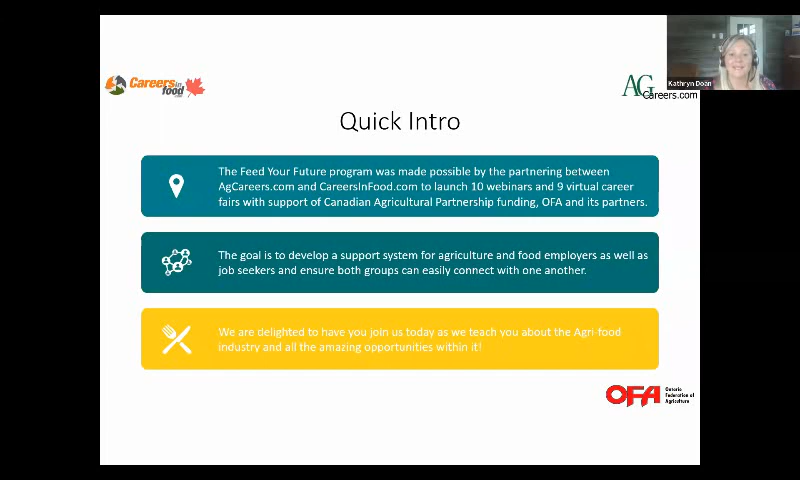 Careers in
food
.com
AG
Careers.com
Kathryn Doan
Quick Intro
The Feed Your Future program was made possible by the partnering between
AgCareers.com and CareersInFood.com to launch 10 webinars and 9 virtual career
fairs with support of Canadian Agricultural Partnership funding, OFA and its partners.
The goal is to develop a support system for agriculture and food employers as well as
job seekers and ensure both groups can easily connect with one another.
We are delighted to have you join us today as we teach you about the Agri-food
industry and all the amazing opportunities within it!
OFA
Ontario
Federation of
Agriculture